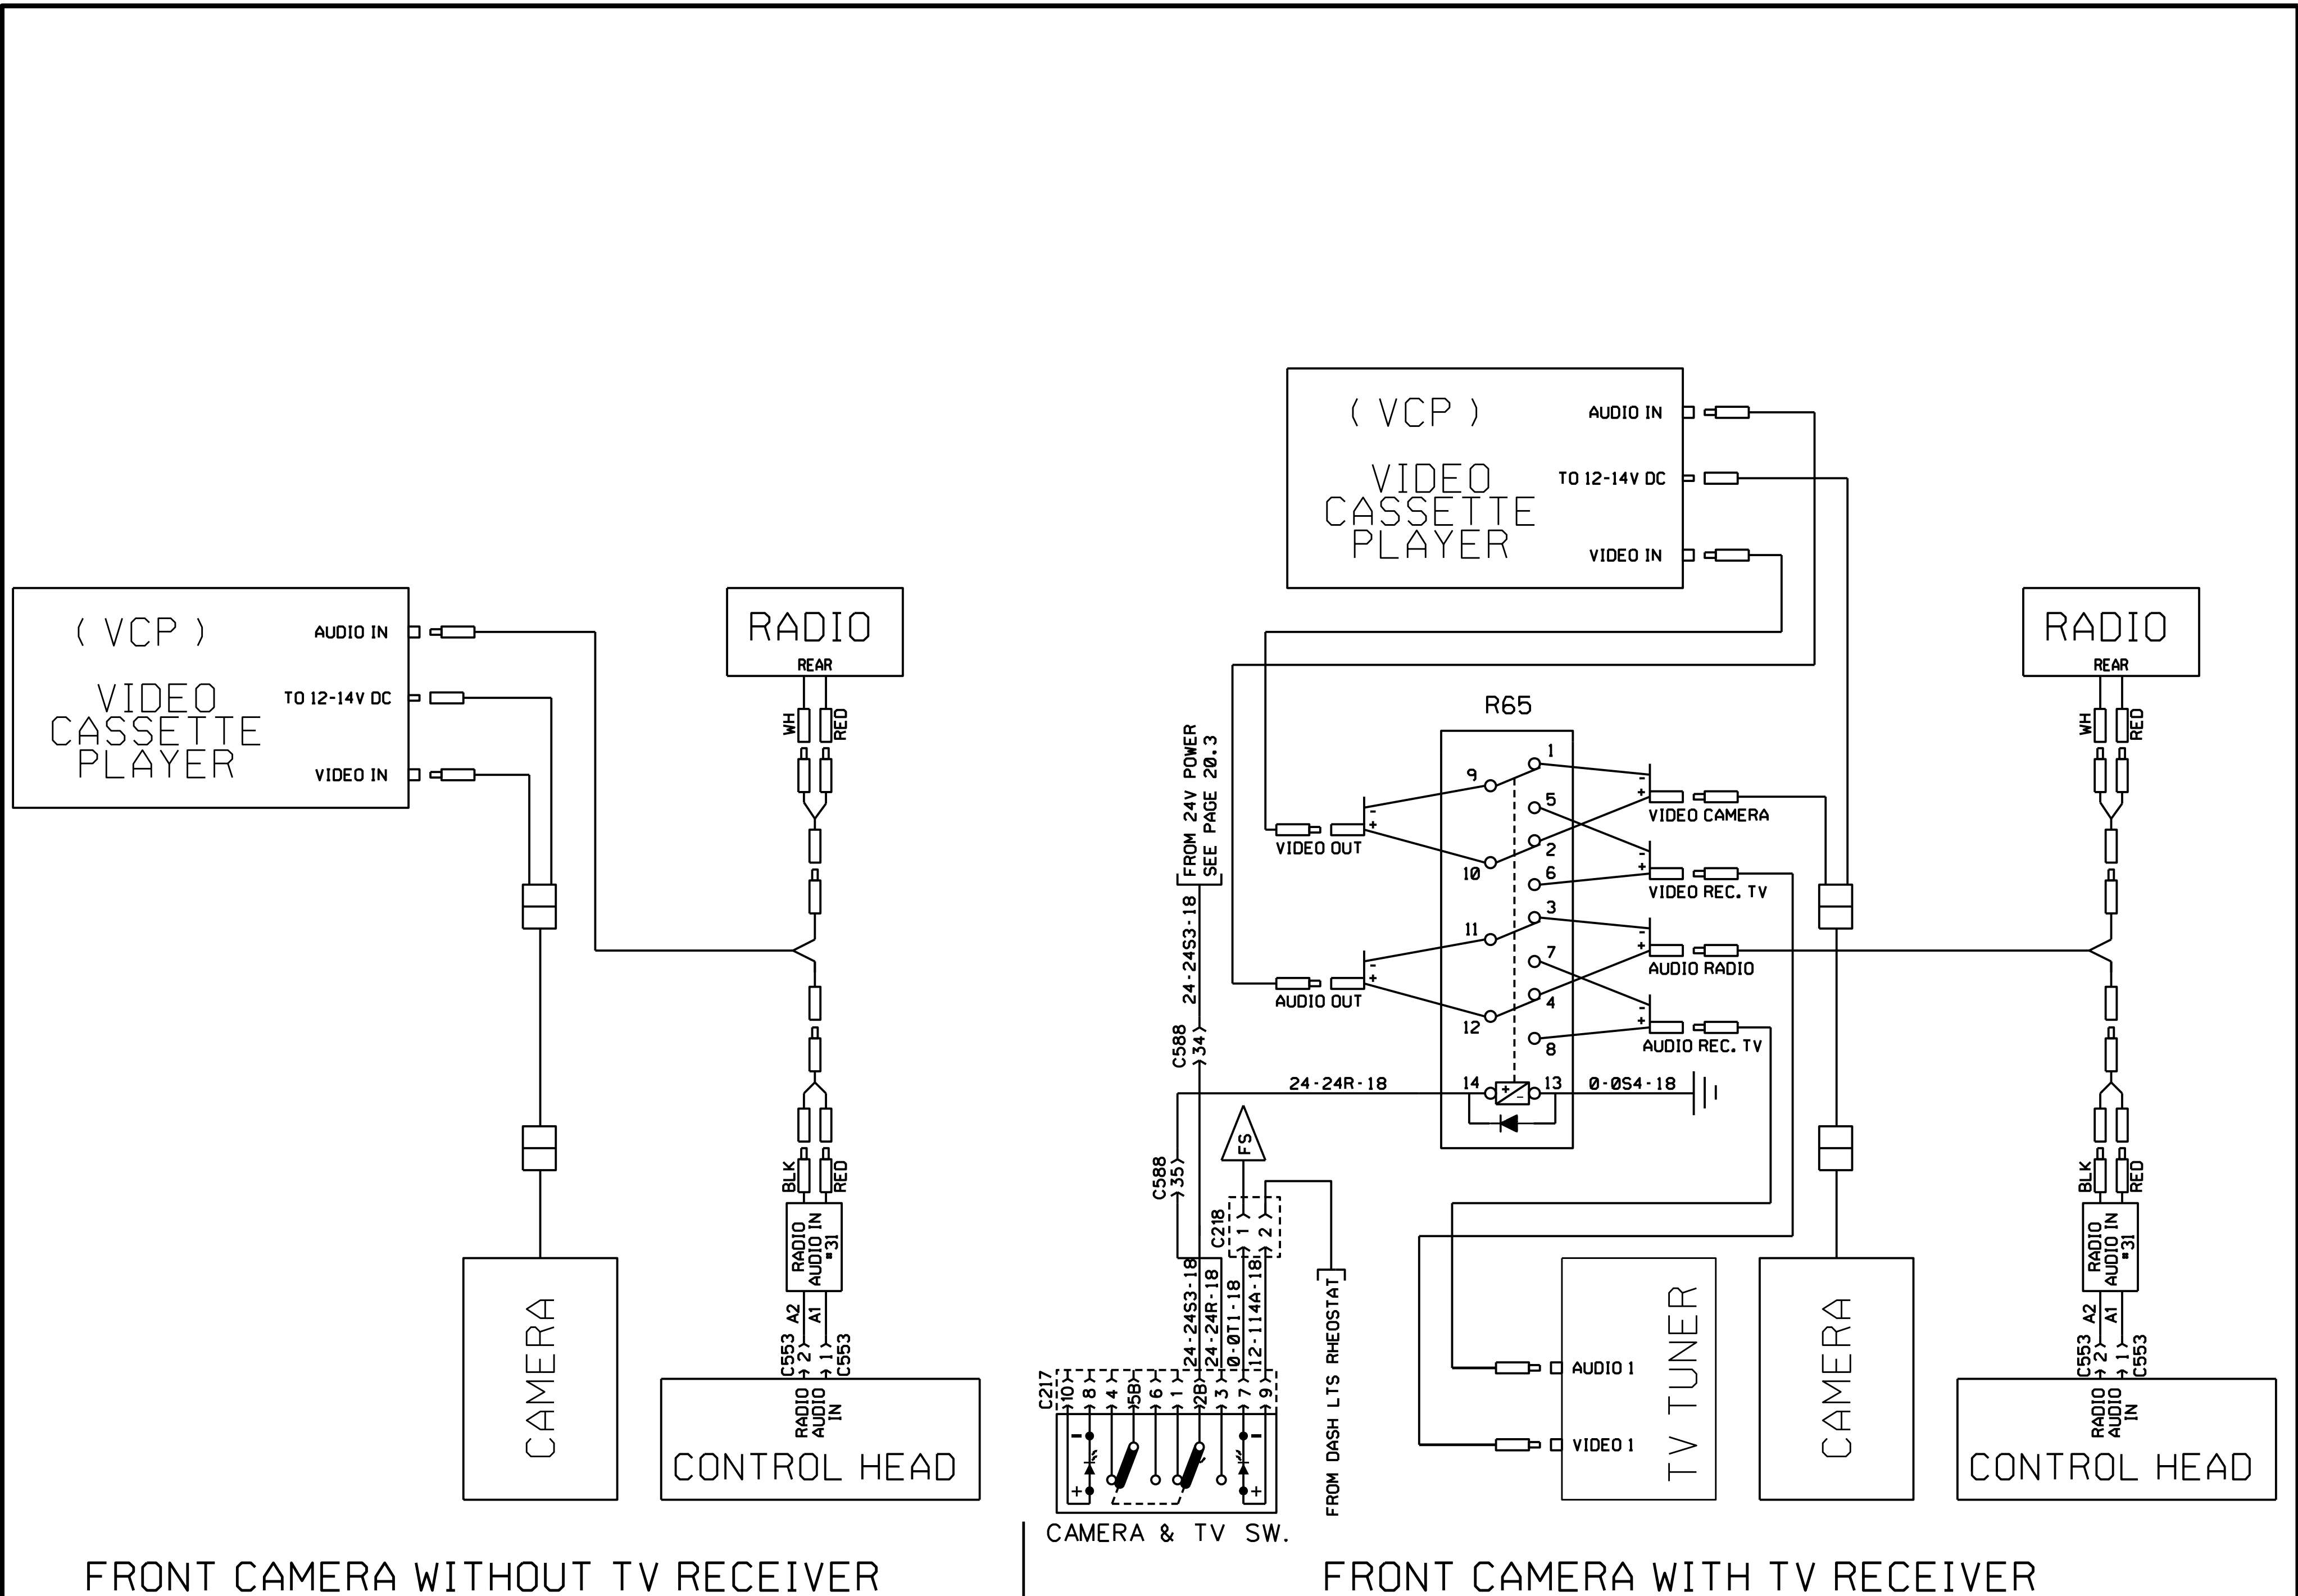 ( VCP )
VIDEO
CASSETTE
PLAYER
AUDIO IN
TO 12-14V DC
VIDEO IN
RADIO
REAR
WH
RED
BLK
RED
RADIO
AUDIO IN
#31
A2
A1
C553
2
1
C553
RADIO
AUDIO
IN
CONTROL HEAD
CAMERA
FRONT CAMERA WITHOUT TV RECEIVER
( VCP )
VIDEO
CASSETTE
PLAYER
AUDIO IN
TO 12-14V DC
VIDEO IN
R65
9
1
5
2
10
6
3
11
7
4
12
8
14
13
+
-
-
+
VIDEO OUT
-
+
AUDIO OUT
-
+
VIDEO CAMERA
-
+
VIDEO REC. TV
-
+
AUDIO RADIO
-
+
AUDIO REC. TV
FROM 24V POWER
SEE PAGE 20.3
24-24S3-18
C588
34
24-24R-18
0-0S4-18
C588
35
FS
C218
1
2
24-24S3-18
24-24R-18
0-0T1-18
12-114A-18
FROM DASH LTS RHEOSTAT
C217
10
8
4
5B
6
1
2B
3
7
9
-
+
-
+
CAMERA & TV SW.
AUDIO 1
VIDEO 1
TV TUNER
CAMERA
RADIO
REAR
WH
RED
BLK
RED
RADIO
AUDIO IN
#31
A2
A1
C553
2
1
C553
RADIO
AUDIO
IN
CONTROL HEAD
FRONT CAMERA WITH TV RECEIVER